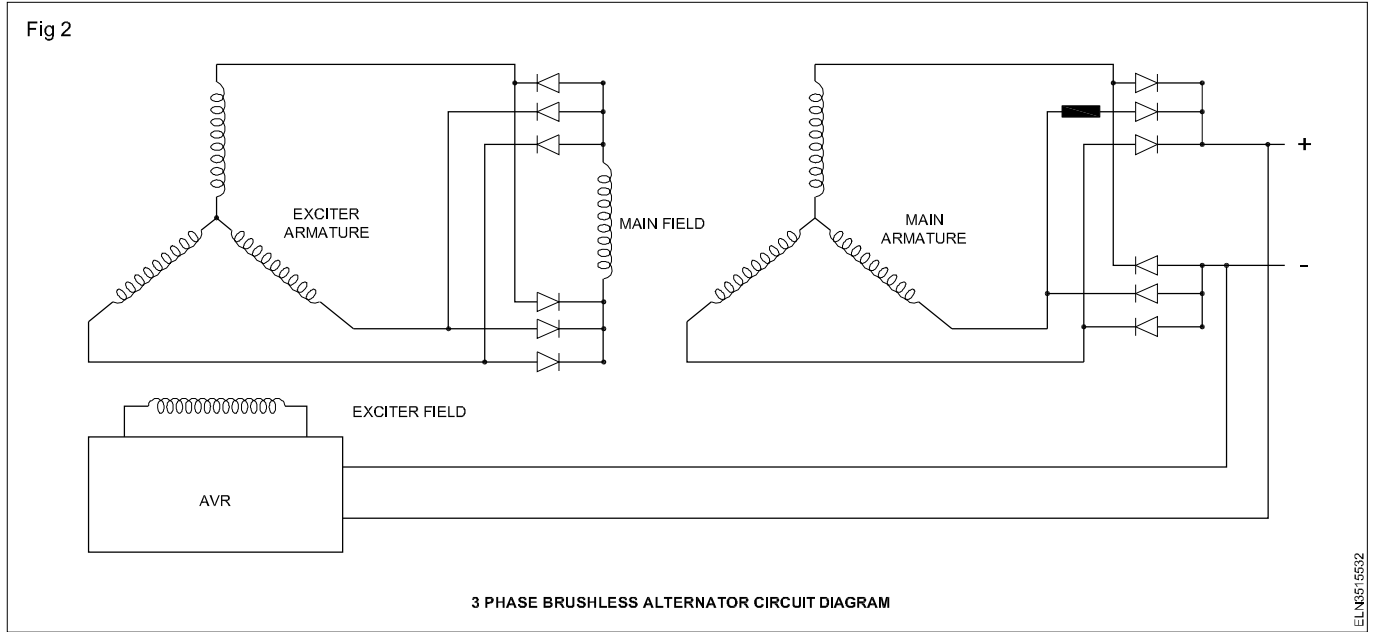 Fig 2
EXCITER
ARMATURE
MAIN FIELD
MAIN
ARMATURE
+
-
EXCITER FIELD
AVR
3 PHASE BRUSHLESS ALTERNATOR CIRCUIT DIAGRAM
ELN3515532